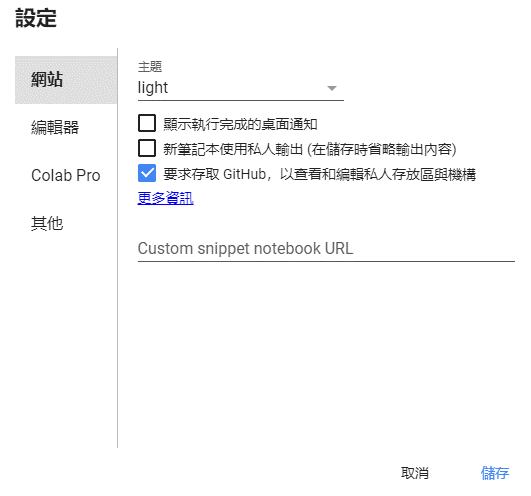 設定
網站
編輯器
Colab Pro
其他
主題
light
顯示執行完成的桌面通知
新筆記本使用私人輸出 (在儲存時省略輸出內容)
要求存取 GitHub，以查看和編輯私人存放區與機構
更多資訊
Custom snippet notebook URL
取消
儲存